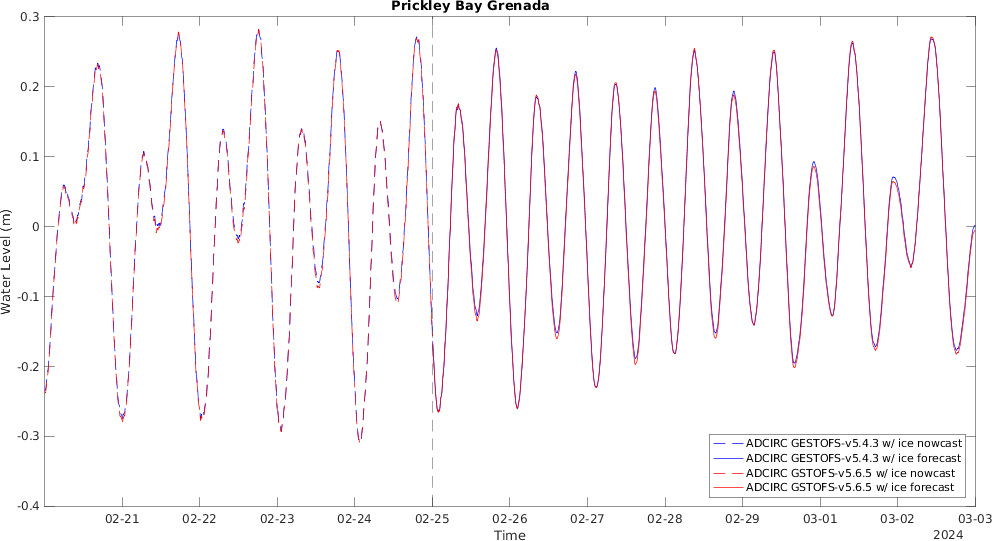 Prickley Bay Grenada
0.3
0.2
0.1
0
-0.1
-0.2
-0.3
-0.4
Water Level (m)
ADCIRC GESTOFS-v5.4.3 w/ ice nowcast
ADCIRC GESTOFS-v5.4.3 w/ ice forecast
ADCIRC GSTOFS-v5.6.5 w/ ice nowcast
ADCIRC GSTOFS-v5.6.5 w/ ice forecast
02-21 02-22 02-23 02-24 02-25 02-26 02-27 02-28 02-29 03-01 03-02 03-03
Time
2024